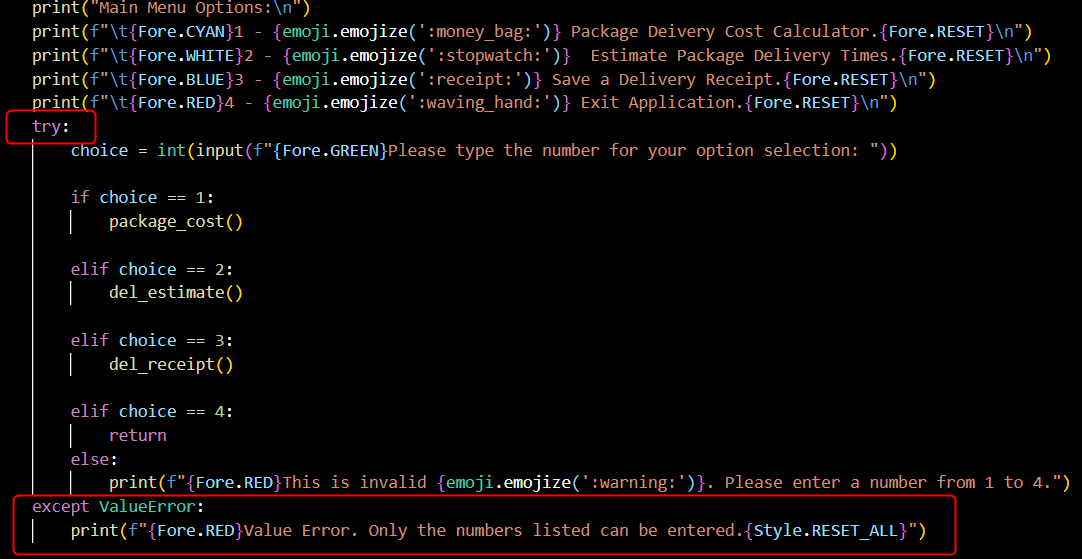 print("Main Menu Options:\n")
print(f"\t{Fore.CYAN}1 - {emoji.emojize(':money_bag:')} Package Deivery Cost Calculator.{Fore.RESET}\n")
print(f"\t{Fore.WHITE}2 - {emoji.emojize(':stopwatch:')}  Estimate Package Delivery Times.{Fore.RESET}\n")
print(f"\t{Fore.BLUE}3 - {emoji.emojize(':receipt:')} Save a Delivery Receipt.{Fore.RESET}\n")
print(f"\t{Fore.RED}4 - {emoji.emojize(':waving_hand:')} Exit Application.{Fore.RESET}\n")
try:
    choice = int(input(f"{Fore.GREEN}Please type the number for your option selection: "))
    if choice == 1:
        package_cost()
    elif choice == 2:
        del_estimate()
    elif choice == 3:
        del_receipt()
    elif choice == 4:
        return
    else:
        print(f"{Fore.RED}This is invalid {emoji.emojize(':warning:')}. Please enter a number from 1 to 4.")
except ValueError:
    print(f"{Fore.RED}Value Error. Only the numbers listed can be entered.{Style.RESET_ALL}")